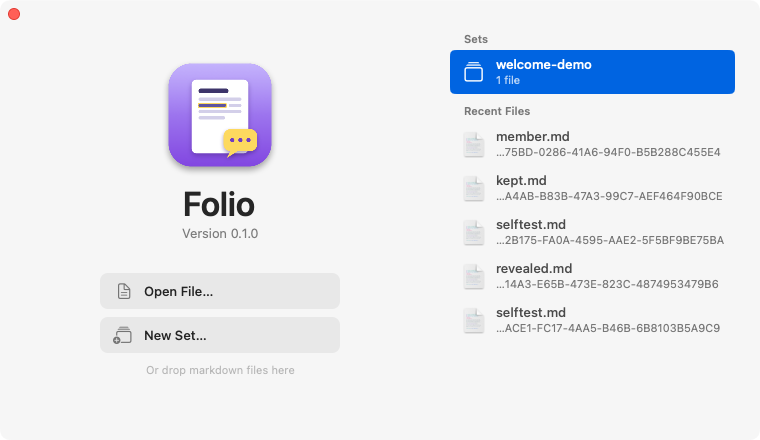 Folio
Version 0.1.0
Open File...
New Set...
Or drop markdown files here
Sets
welcome-demo
1 file
Recent Files
member.md
...75BD-0286-41A6-94F0-B5B288C455E4
kept.md
...A4AB-B83B-47A3-99C7-AEF464F90BCE
selftest.md
...2B175-FA0A-4595-AAE2-5F5BF9BE75BA
revealed.md
...14A3-E65B-473E-823C-4874953479B6
selftest.md
...ACE1-FC17-4AA5-B46B-6B8103B5A9C9